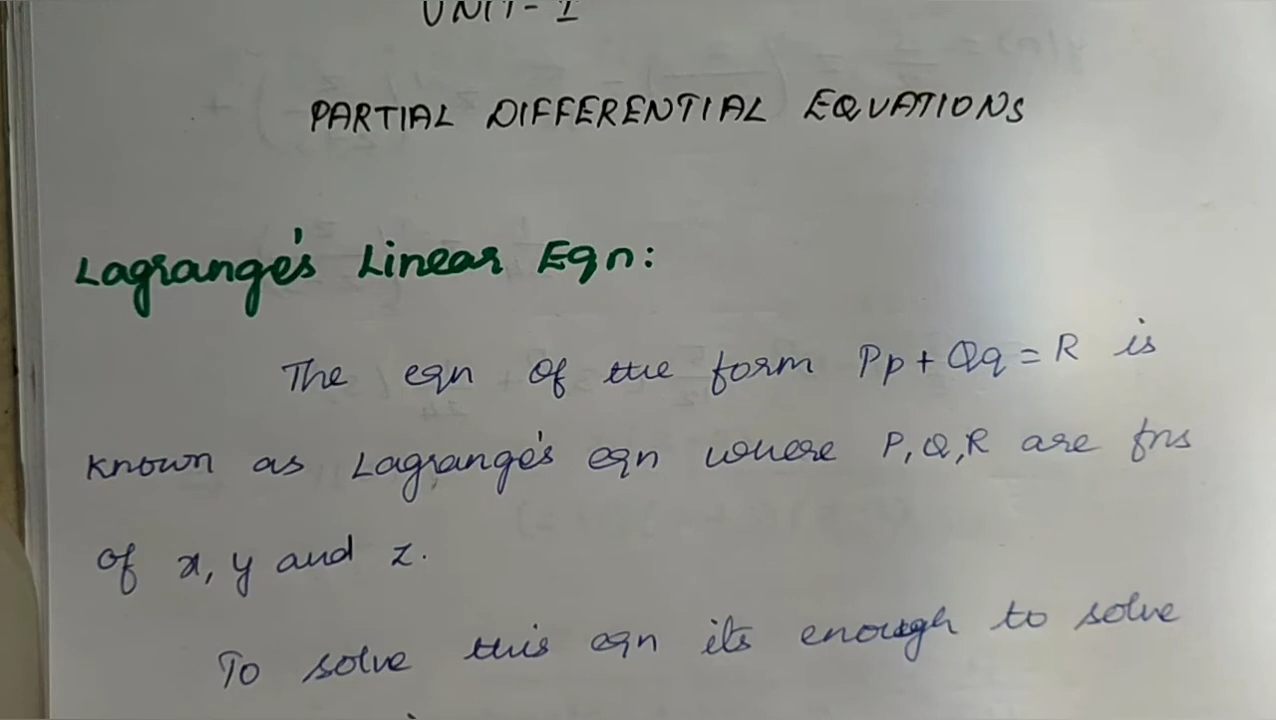 UNIT-I
PARTIAL DIFFERENTIAL EQUATIONS
Lagrange's Linear Eqn:
The eqn of the form Pp + Qq = R is
known as Lagrange's eqn where P, Q, R are fns
of x, y and z.
To solve this eqn its enough to solve